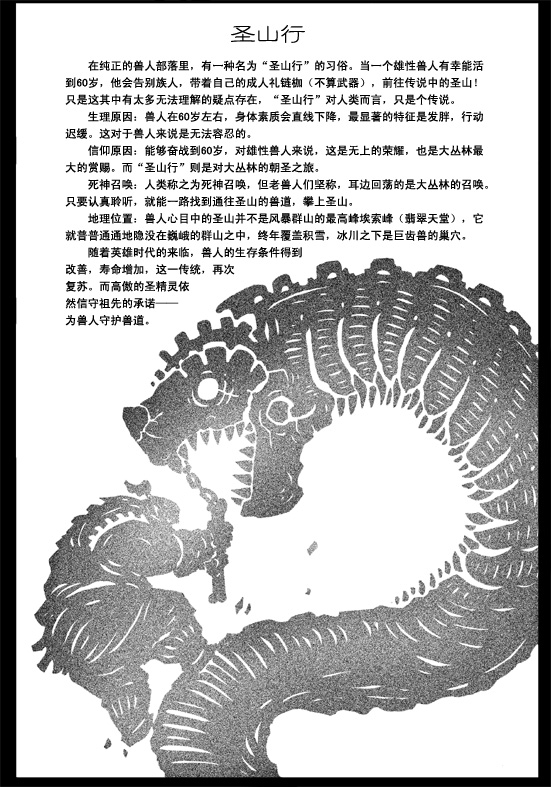 圣山行
在纯正的兽人部落里，有一种名为“圣山行”的习俗。当一个雄性兽人有幸能活
到60岁，他会告别族人，带着自己的成人礼链枷（不算武器），前往传说中的圣山！
只是这其中有太多无法理解的疑点存在，“圣山行”对人类而言，只是个传说。
生理原因：兽人在60岁左右，身体素质会直线下降，最显著的特征是发胖，行动
迟缓。这对于兽人来说是无法容忍的。
信仰原因：能够奋战到60岁，对雄性兽人来说，这是无上的荣耀，也是大丛林最
大的赏赐。而“圣山行”则是对大丛林的朝圣之旅。
死神召唤：人类称之为死神召唤，但老兽人们坚称，耳边回荡的是大丛林的召唤。
只要认真聆听，就能一路找到通往圣山的兽道，攀上圣山。
地理位置：兽人心目中的圣山并不是风暴群山的最高峰埃索峰（翡翠天堂），它
就普普通通地隐没在巍峨的群山之中，终年覆盖积雪，冰川之下是巨齿兽的巢穴。
随着英雄时代的来临，兽人的生存条件得到
改善，寿命增加，这一传统，再次
复苏。而高傲的圣精灵依
然信守祖先的承诺——
为兽人守护兽道。